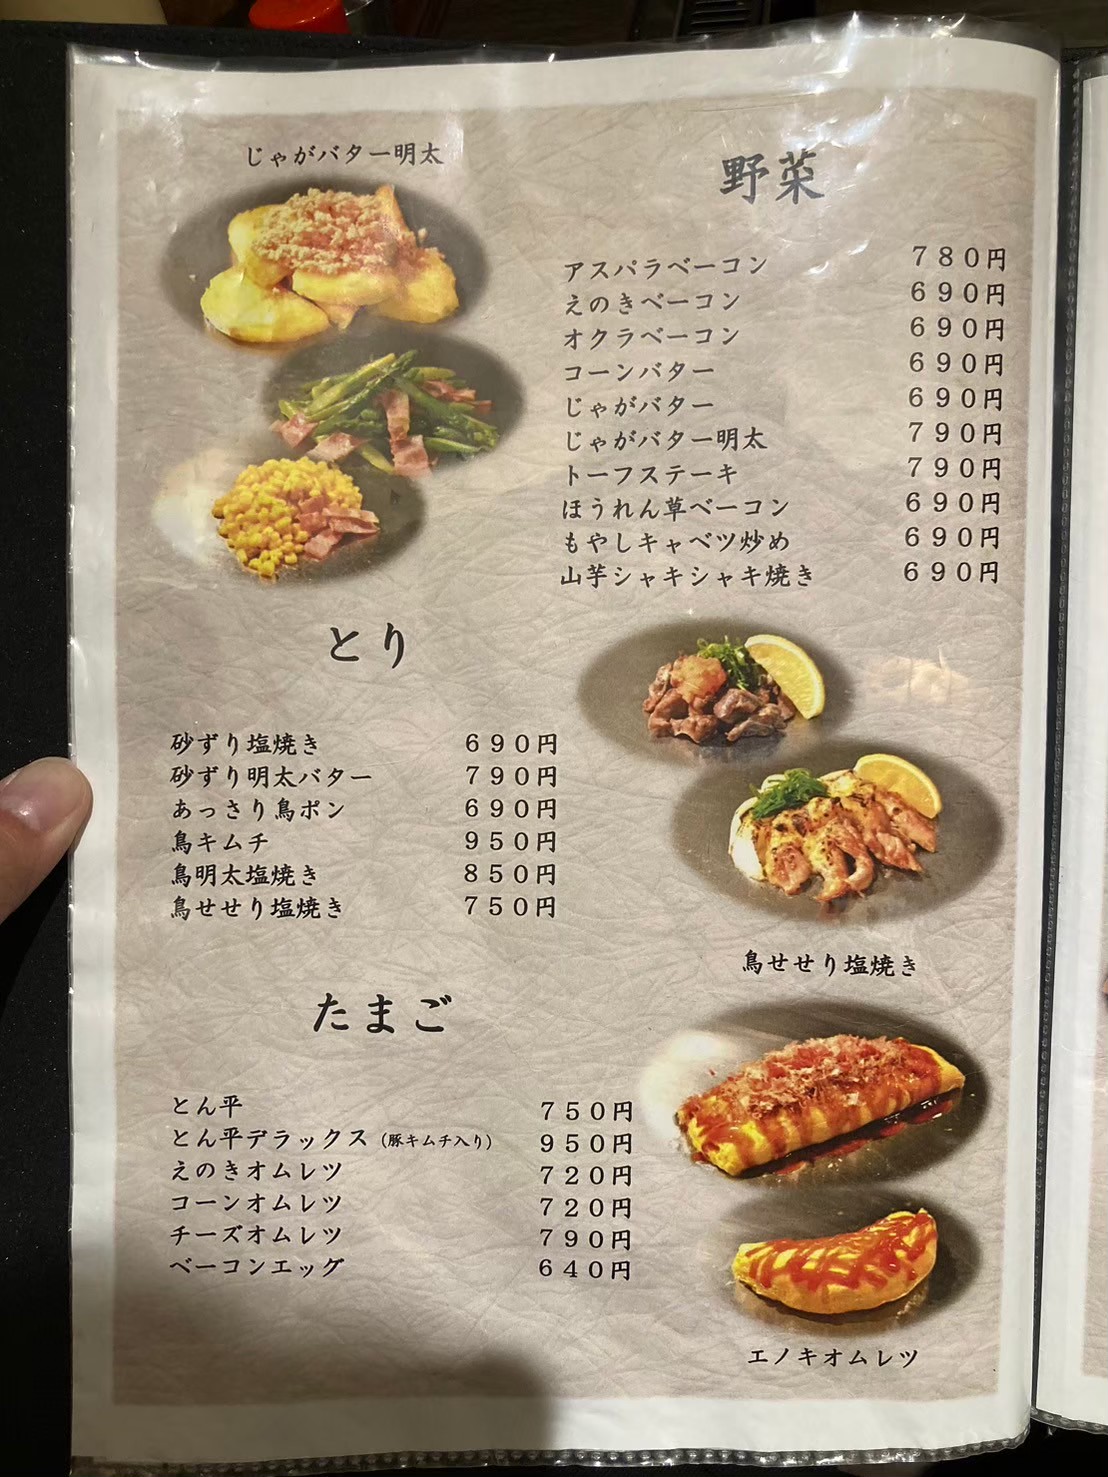 じゃがバター明太
野菜
アスパラベーコン ７８０円
えのきベーコン ６９０円
オクラベーコン ６９０円
コーンバター ６９０円
じゃがバター ６９０円
じゃがバター明太 ７９０円
トーフステーキ ７９０円
ほうれん草ベーコン ６９０円
もやしキャベツ炒め ６９０円
山芋シャキシャキ焼き ６９０円
とり
砂ずり塩焼き ６９０円
砂ずり明太バター ７９０円
あっさり鳥ポン ６９０円
鳥キムチ ９５０円
鳥明太塩焼き ８５０円
鳥せせり塩焼き ７５０円
鳥せせり塩焼き
たまご
とん平 ７５０円
とん平デラックス（豚キムチ入り） ９５０円
えのきオムレツ ７２０円
コーンオムレツ ７２０円
チーズオムレツ ７９０円
ベーコンエッグ ６４０円
エノキオムレツ